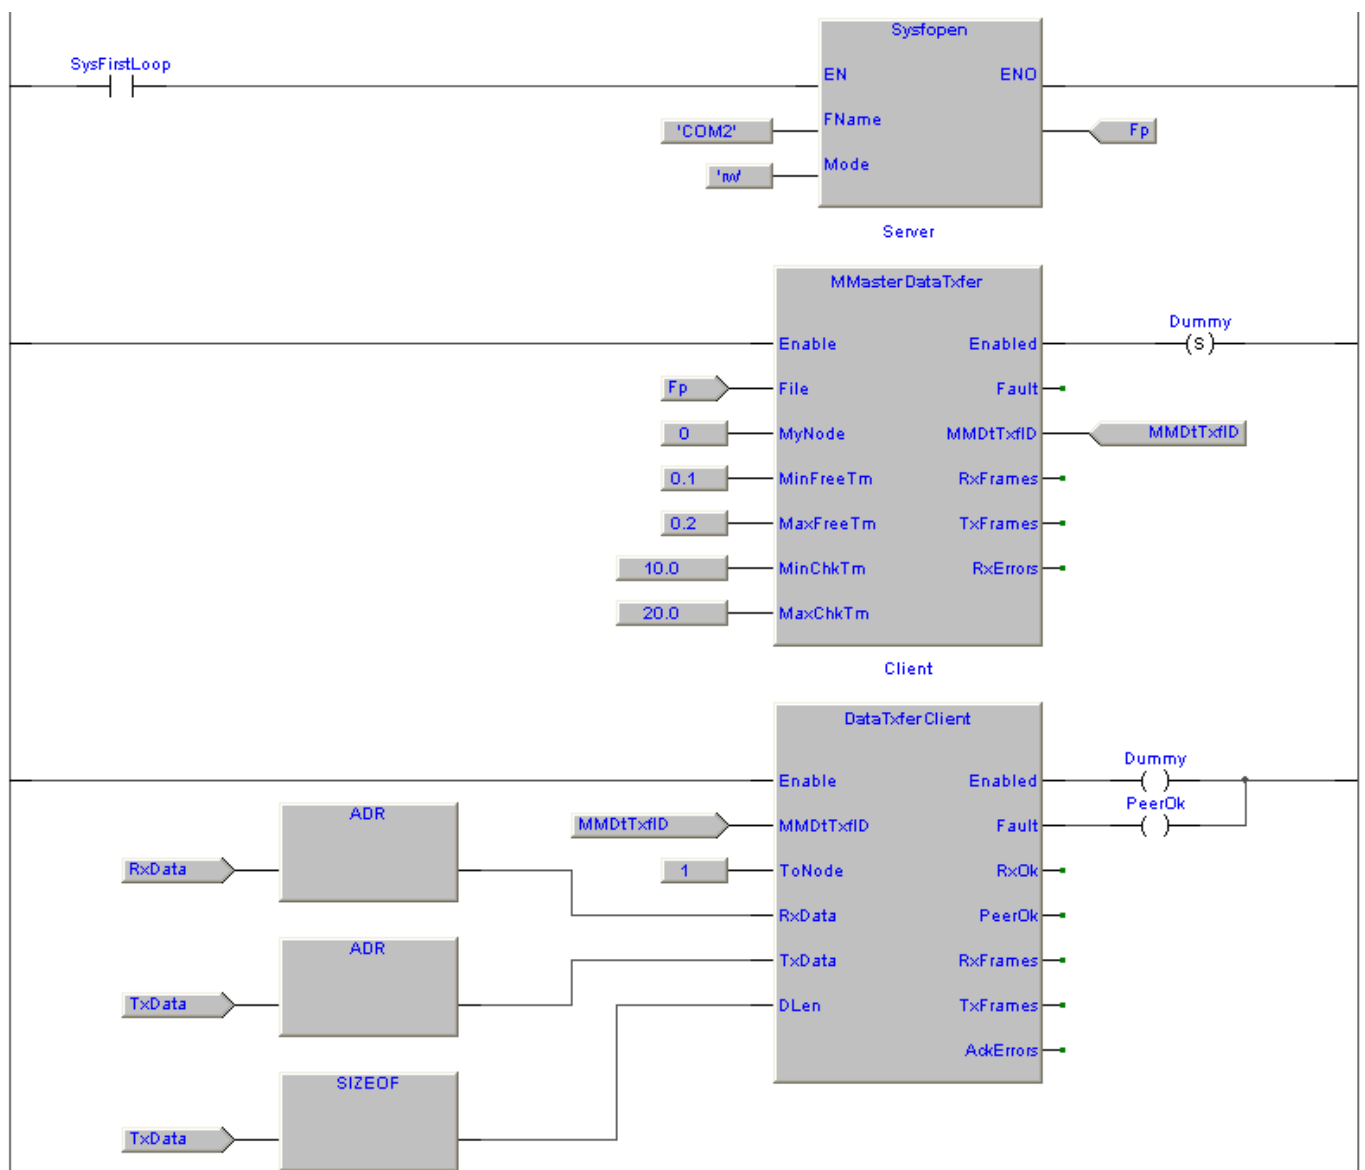 Sysfopen
SysFirstLoop
EN ENO
'COM2' FName Fp
'rw' Mode
Server
MMasterDataTxfer
Dummy
Enable Enabled (S)
Fp File Fault
0 MyNode MMDtTxfID MMDtTxfID
0.1 MinFreeTm RxFrames
0.2 MaxFreeTm TxFrames
10.0 MinChkTm RxErrors
20.0 MaxChkTm
Client
DataTxferClient
Dummy
Enable Enabled
PeerOk
ADR
MMDtTxfID MMDtTxfID Fault
RxData 1 ToNode RxOk
RxData PeerOk
ADR
TxData RxFrames
TxData DLen TxFrames
AckErrors
SIZEOF
TxData